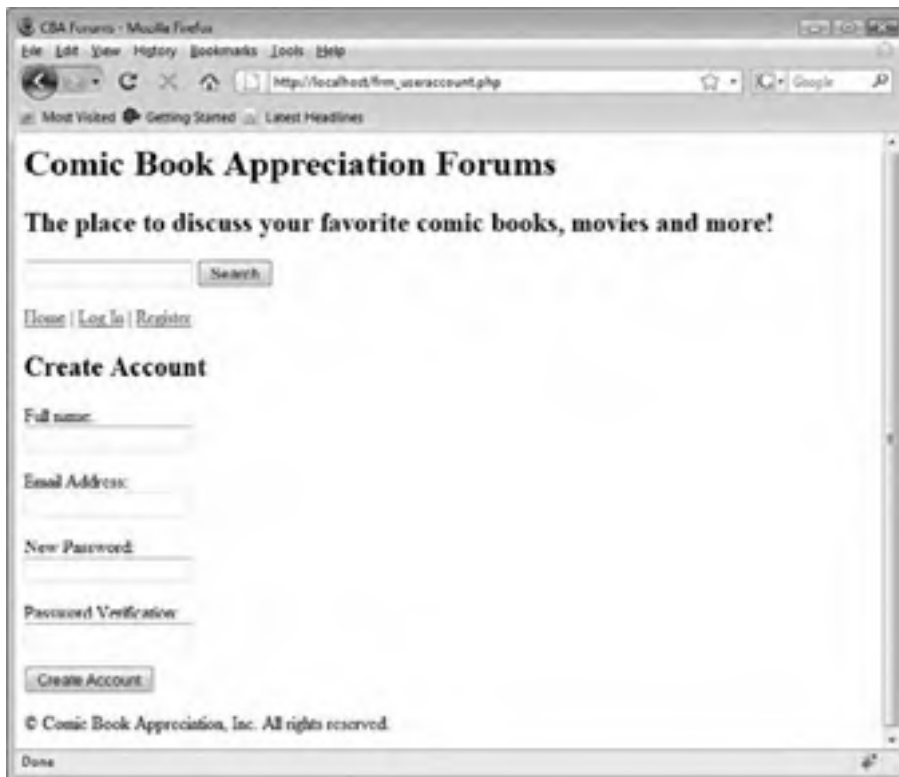 CBA Forums - Mozilla Firefox
File Edit View History Bookmarks Tools Help
http://localhost/frm_useraccount.php
Google
Most Visited Getting Started Latest Headlines
Comic Book Appreciation Forums
The place to discuss your favorite comic books, movies and more!
Search
Home | Log In | Register
Create Account
Full name:
Email Address:
New Password:
Password Verification:
Create Account
© Comic Book Appreciation, Inc. All rights reserved.
Done